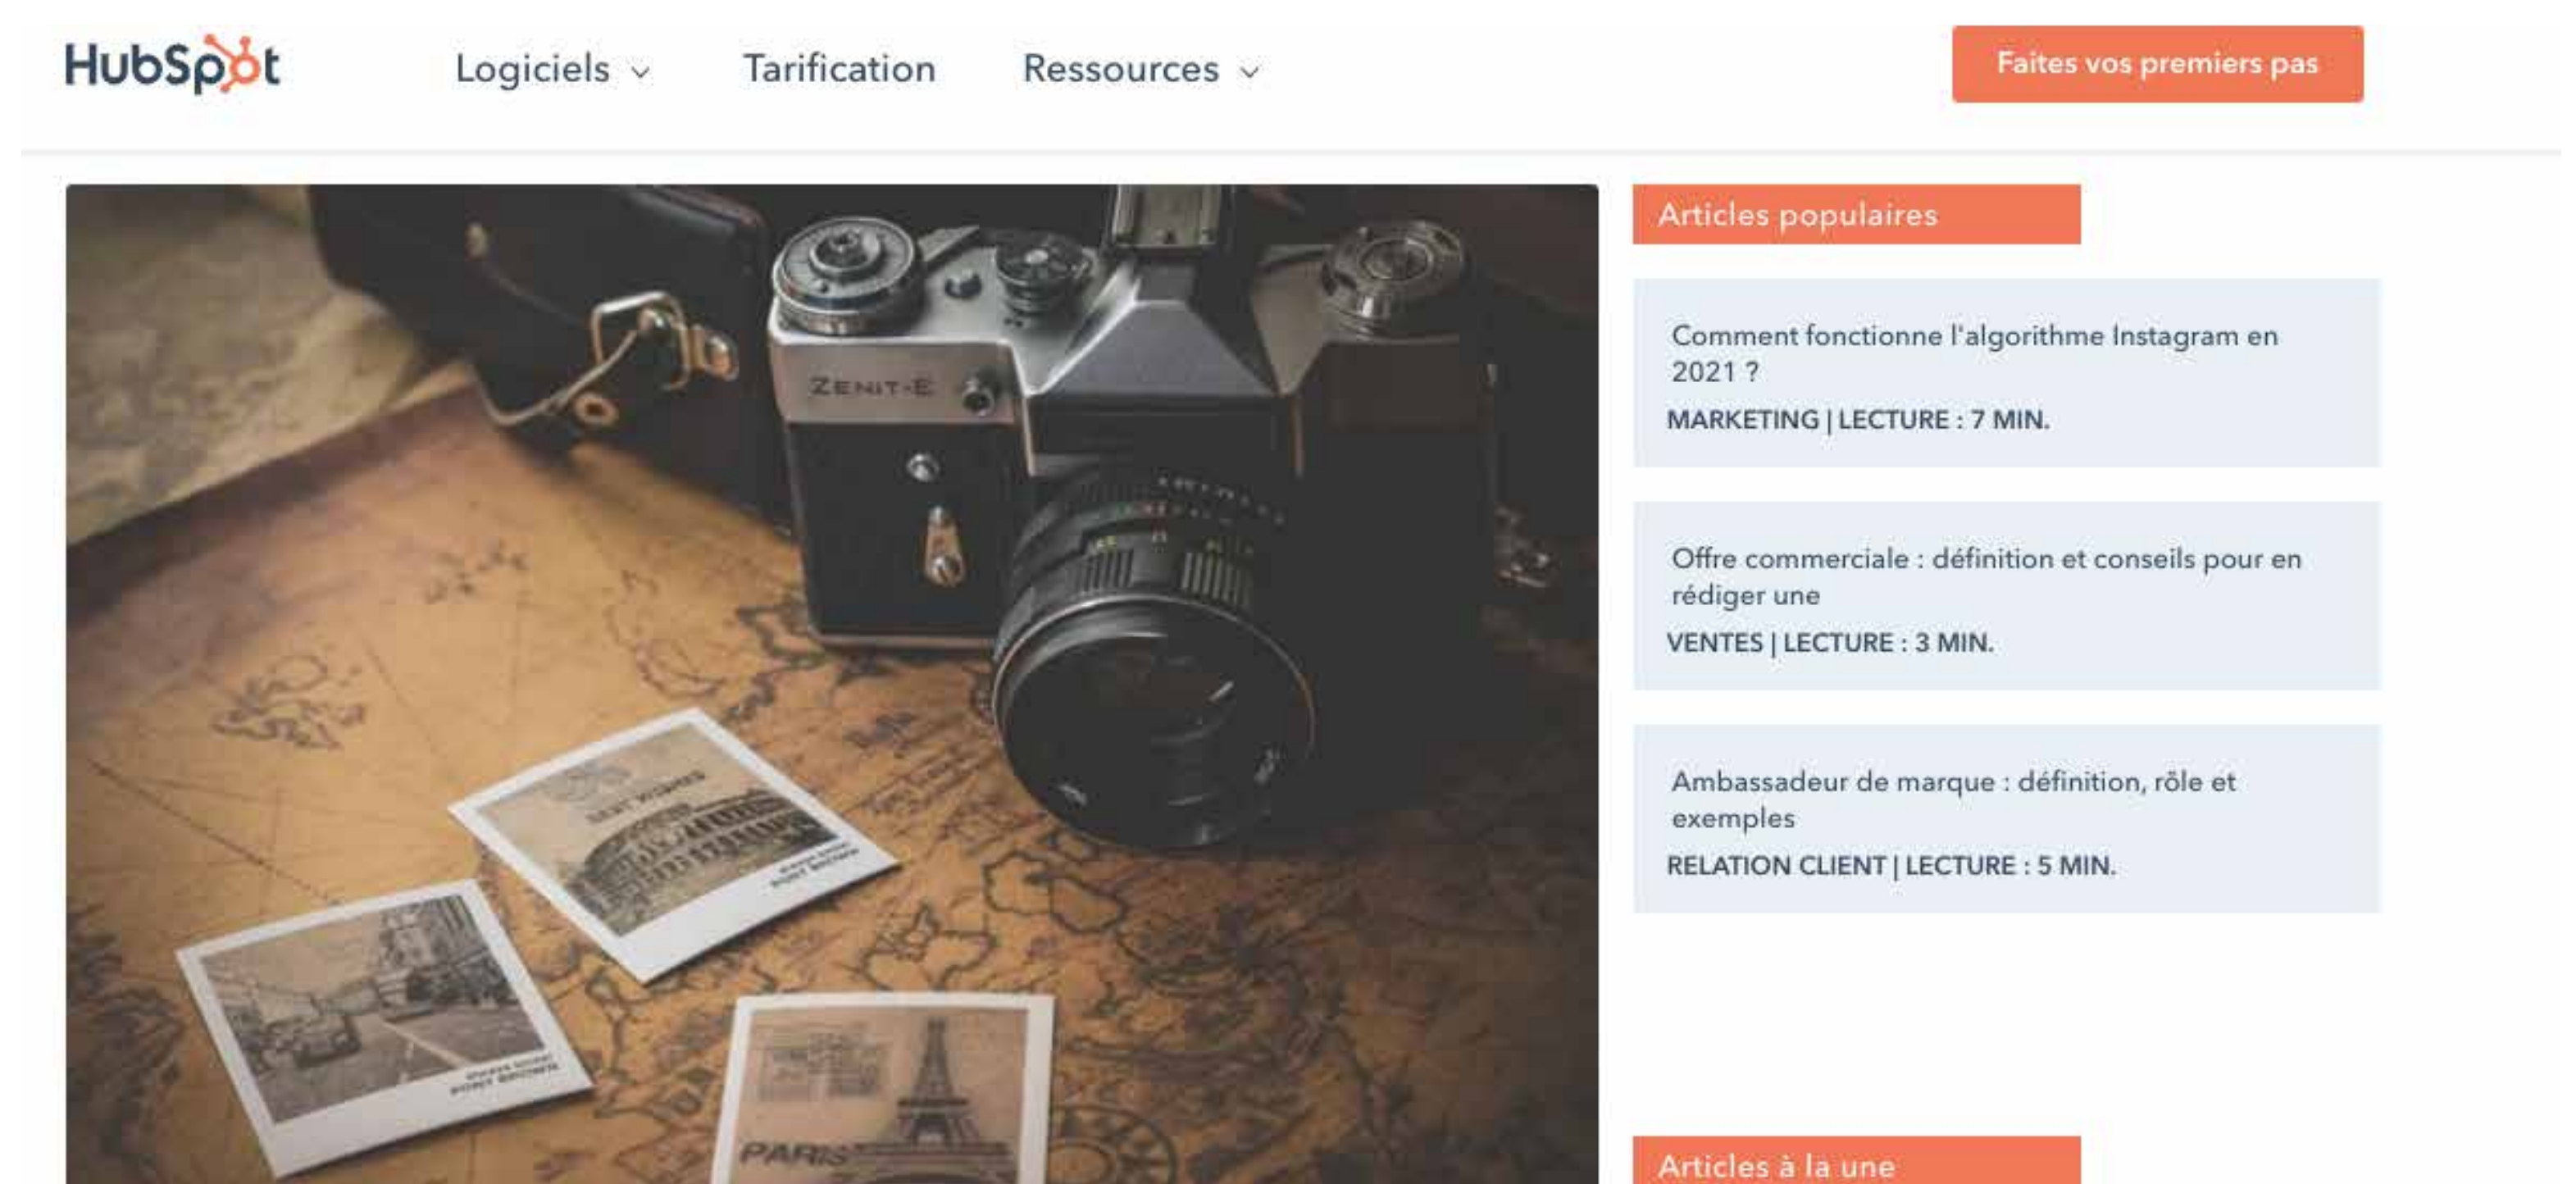 HubSpot
Logiciels
Tarification
Ressources
Faites vos premiers pas
ZENIT-E
PARIS
Articles populaires
Comment fonctionne l'algorithme Instagram en
2021 ?
MARKETING | LECTURE : 7 MIN.
Offre commerciale : définition et conseils pour en
rédiger une
VENTES | LECTURE : 3 MIN.
Ambassadeur de marque : définition, rôle et
exemples
RELATION CLIENT | LECTURE : 5 MIN.
Articles à la une